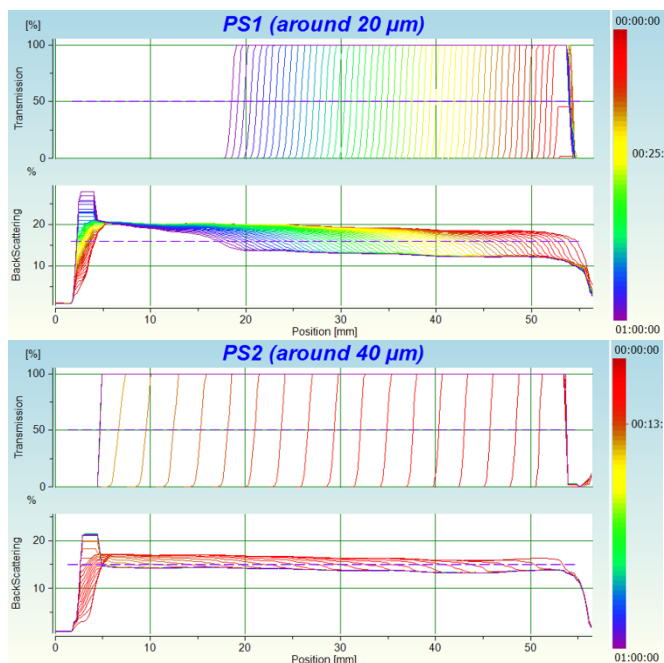 PS1 (around 20 µm)
[%]
00:00:00
100
Transmission
50
00:25:
0
%
BackScattering
20
10
01:00:00
0 10 20 30 40 50
Position [mm]
PS2 (around 40 µm)
[%]
00:00:00
100
Transmission
00:13:
50
0
%
BackScattering
20
10
01:00:00
0 10 20 30 40 50